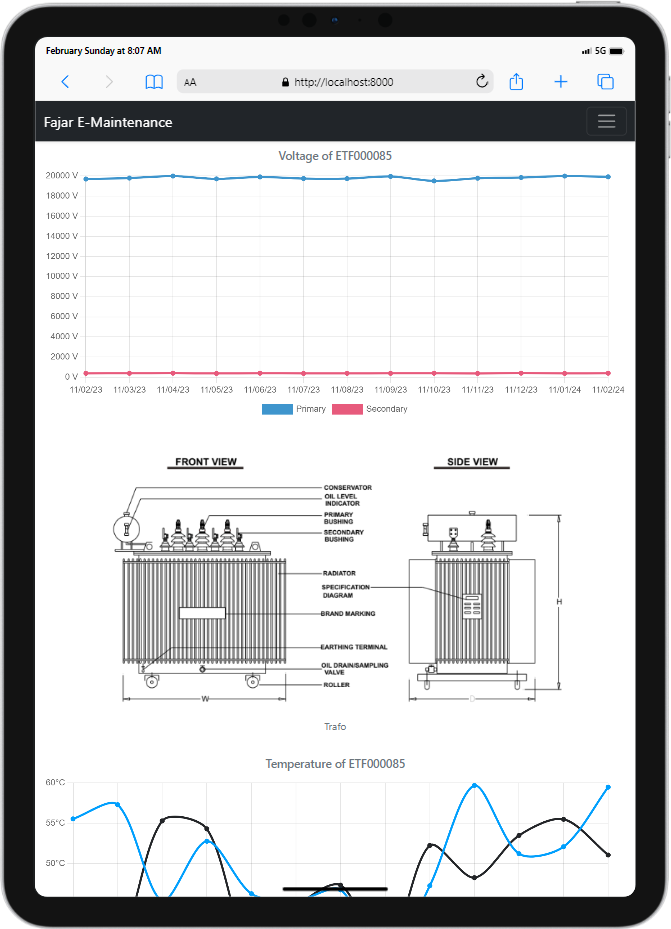 February Sunday at 8:07 AM
5G
AA
http://localhost:8000
Fajar E-Maintenance
Voltage of ETF000085
20000 V
18000 V
16000 V
14000 V
12000 V
10000 V
8000 V
6000 V
4000 V
2000 V
0 V
11/02/23 11/03/23 11/04/23 11/05/23 11/06/23 11/07/23 11/08/23 11/09/23 11/10/23 11/11/23 11/12/23 11/01/24 11/02/24
Primary Secondary
FRONT VIEW
SIDE VIEW
CONSERVATOR
OIL LEVEL
INDICATOR
PRIMARY
BUSHING
SECONDARY
BUSHING
RADIATOR
SPECIFICATION
DIAGRAM
BRAND MARKING
EARTHING TERMINAL
OIL DRAIN/SAMPLING
VALVE
ROLLER
H
W
D
Trafo
Temperature of ETF000085
60°C
55°C
50°C